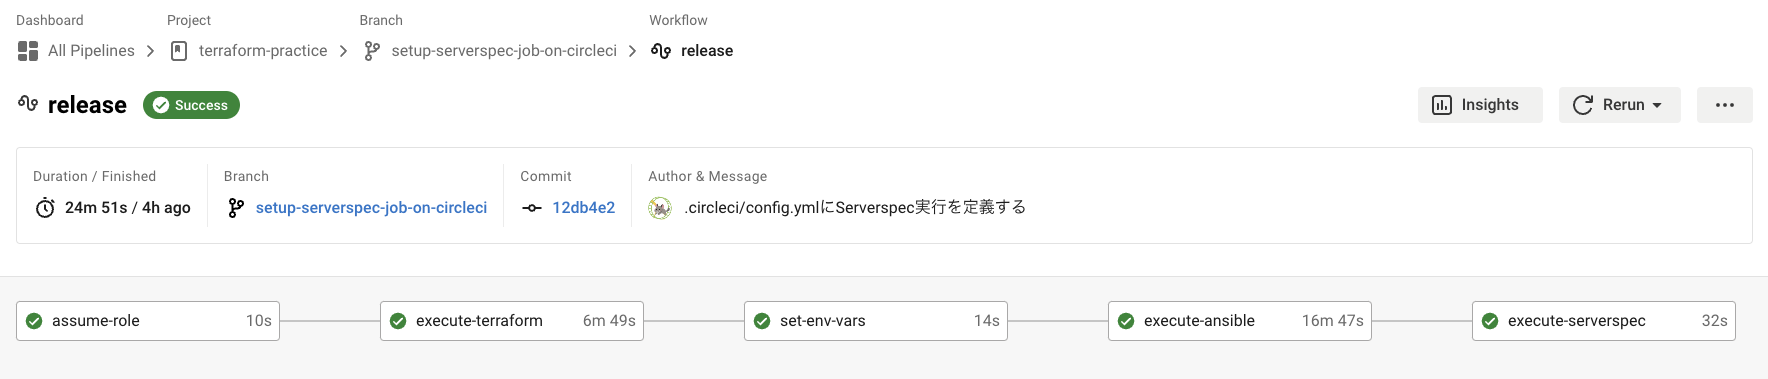 Dashboard Project Branch Workflow
All Pipelines terraform-practice setup-serverspec-job-on-circleci release
release Success Insights Rerun
Duration / Finished Branch Commit Author & Message
24m 51s / 4h ago setup-serverspec-job-on-circleci 12db4e2 .circleci/config.ymlにServerspec実行を定義する
assume-role 10s execute-terraform 6m 49s set-env-vars 14s execute-ansible 16m 47s execute-serverspec 32s